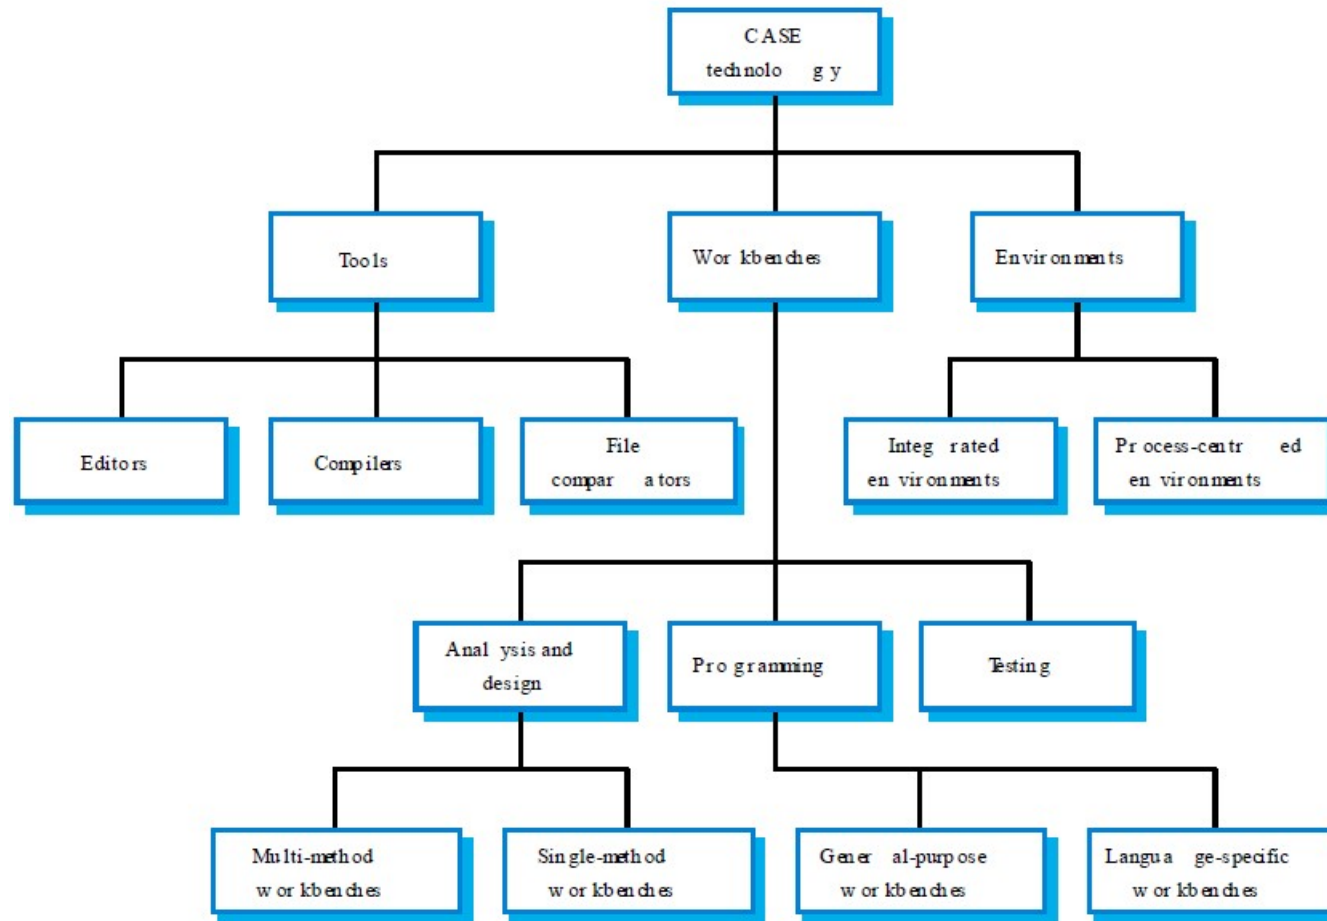 CASE
technology
Tools
Workbenches
Environments
Editors
Compilers
File
comparators
Integrated
environments
Process-centred
environments
Analysis and
design
Programming
Testing
Multi-method
workbenches
Single-method
workbenches
General-purpose
workbenches
Language-specific
workbenches